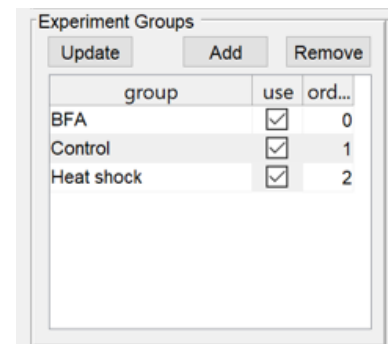 Experiment Groups
Update Add Remove
group use ord...
BFA 0
Control 1
Heat shock 2